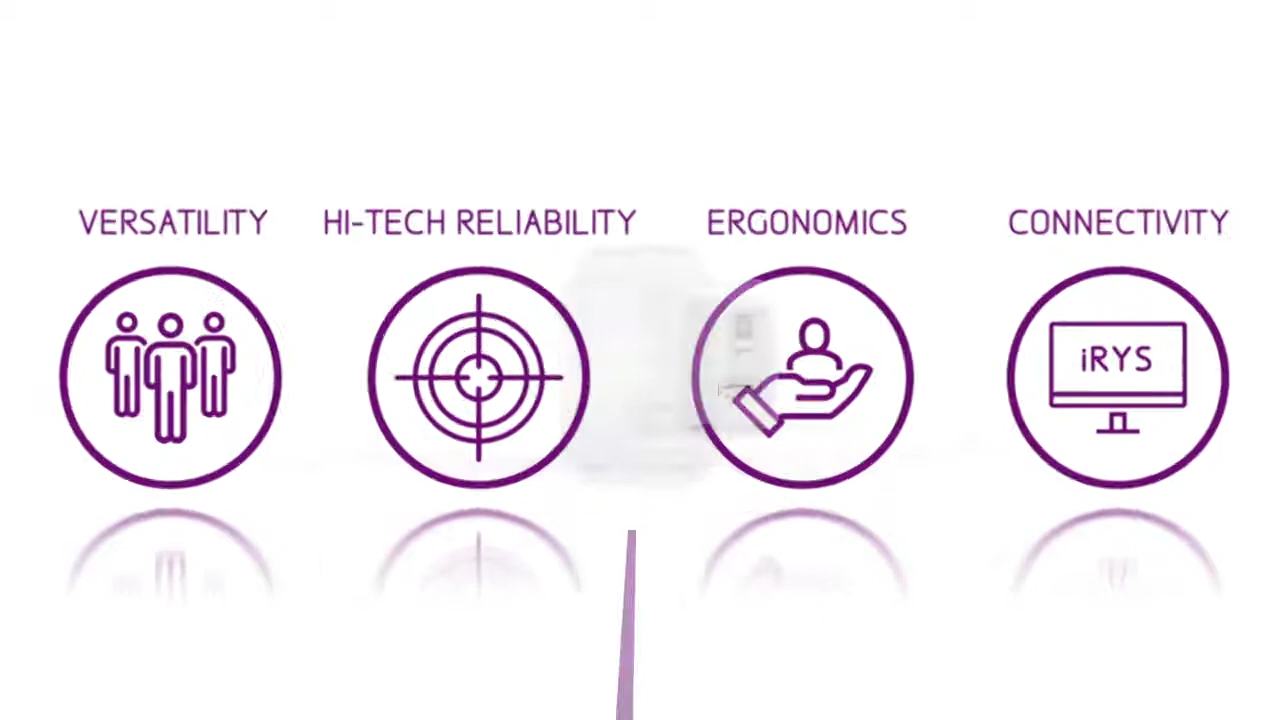 VERSATILITY
HI-TECH RELIABILITY
ERGONOMICS
CONNECTIVITY
iRYS